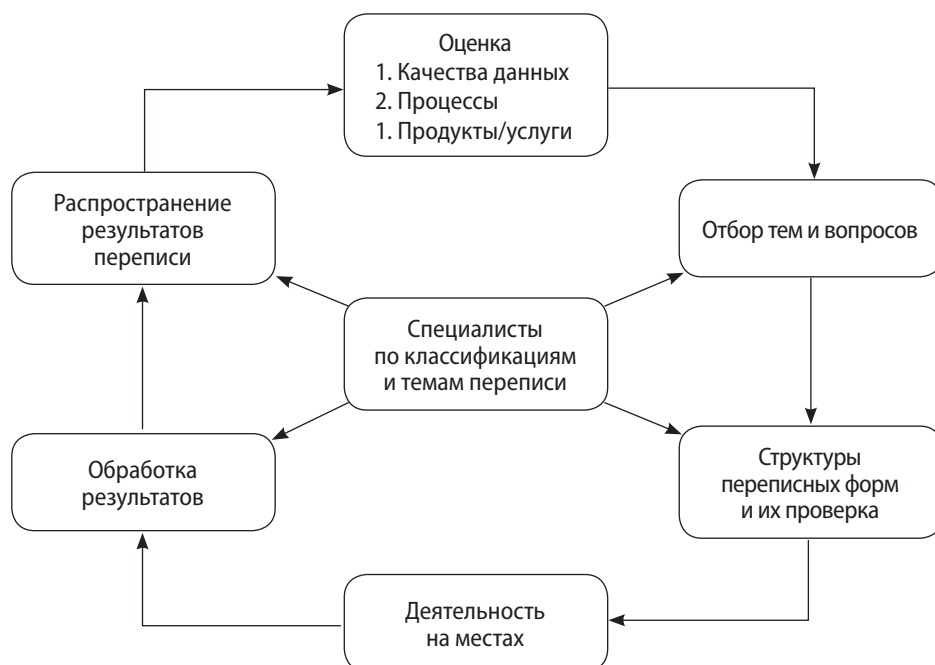 Оценка
1. Качества данных
2. Процессы
1. Продукты/услуги
Распространение
результатов
переписи
Отбор тем и вопросов
Специалисты
по классификациям
и темам переписи
Обработка
результатов
Структуры
переписных форм
и их проверка
Деятельность
на местах